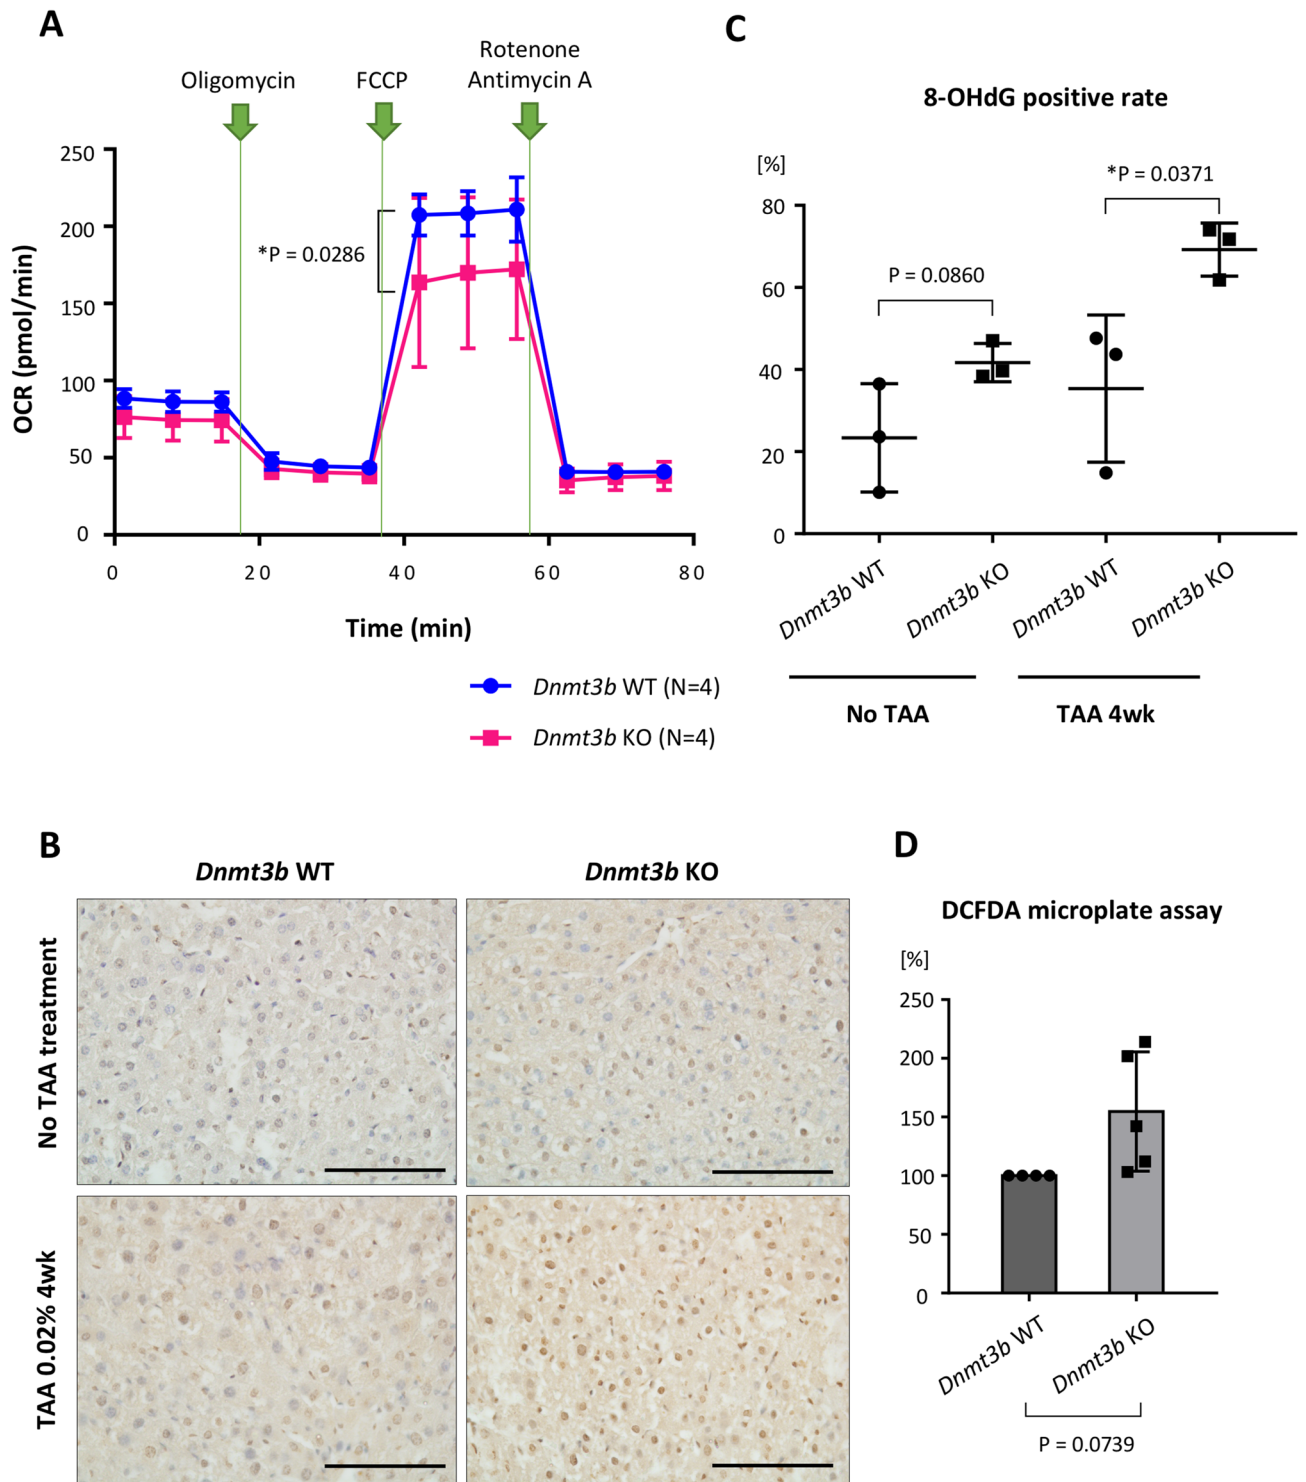 A
Oligomycin
FCCP
Rotenone
Antimycin A
250
200
150
100
50
0
OCR (pmol/min)
*P = 0.0286
0 20 40 60 80
Time (min)
Dnmt3b WT (N=4)
Dnmt3b KO (N=4)
C
8-OHdG positive rate
[%]
80
60
40
20
0
P = 0.0860
*P = 0.0371
Dnmt3b WT
Dnmt3b KO
Dnmt3b WT
Dnmt3b KO
No TAA
TAA 4wk
B
Dnmt3b WT
Dnmt3b KO
No TAA treatment
TAA 0.02% 4wk
D
DCFDA microplate assay
[%]
250
200
150
100
50
0
Dnmt3b WT
Dnmt3b KO
P = 0.0739